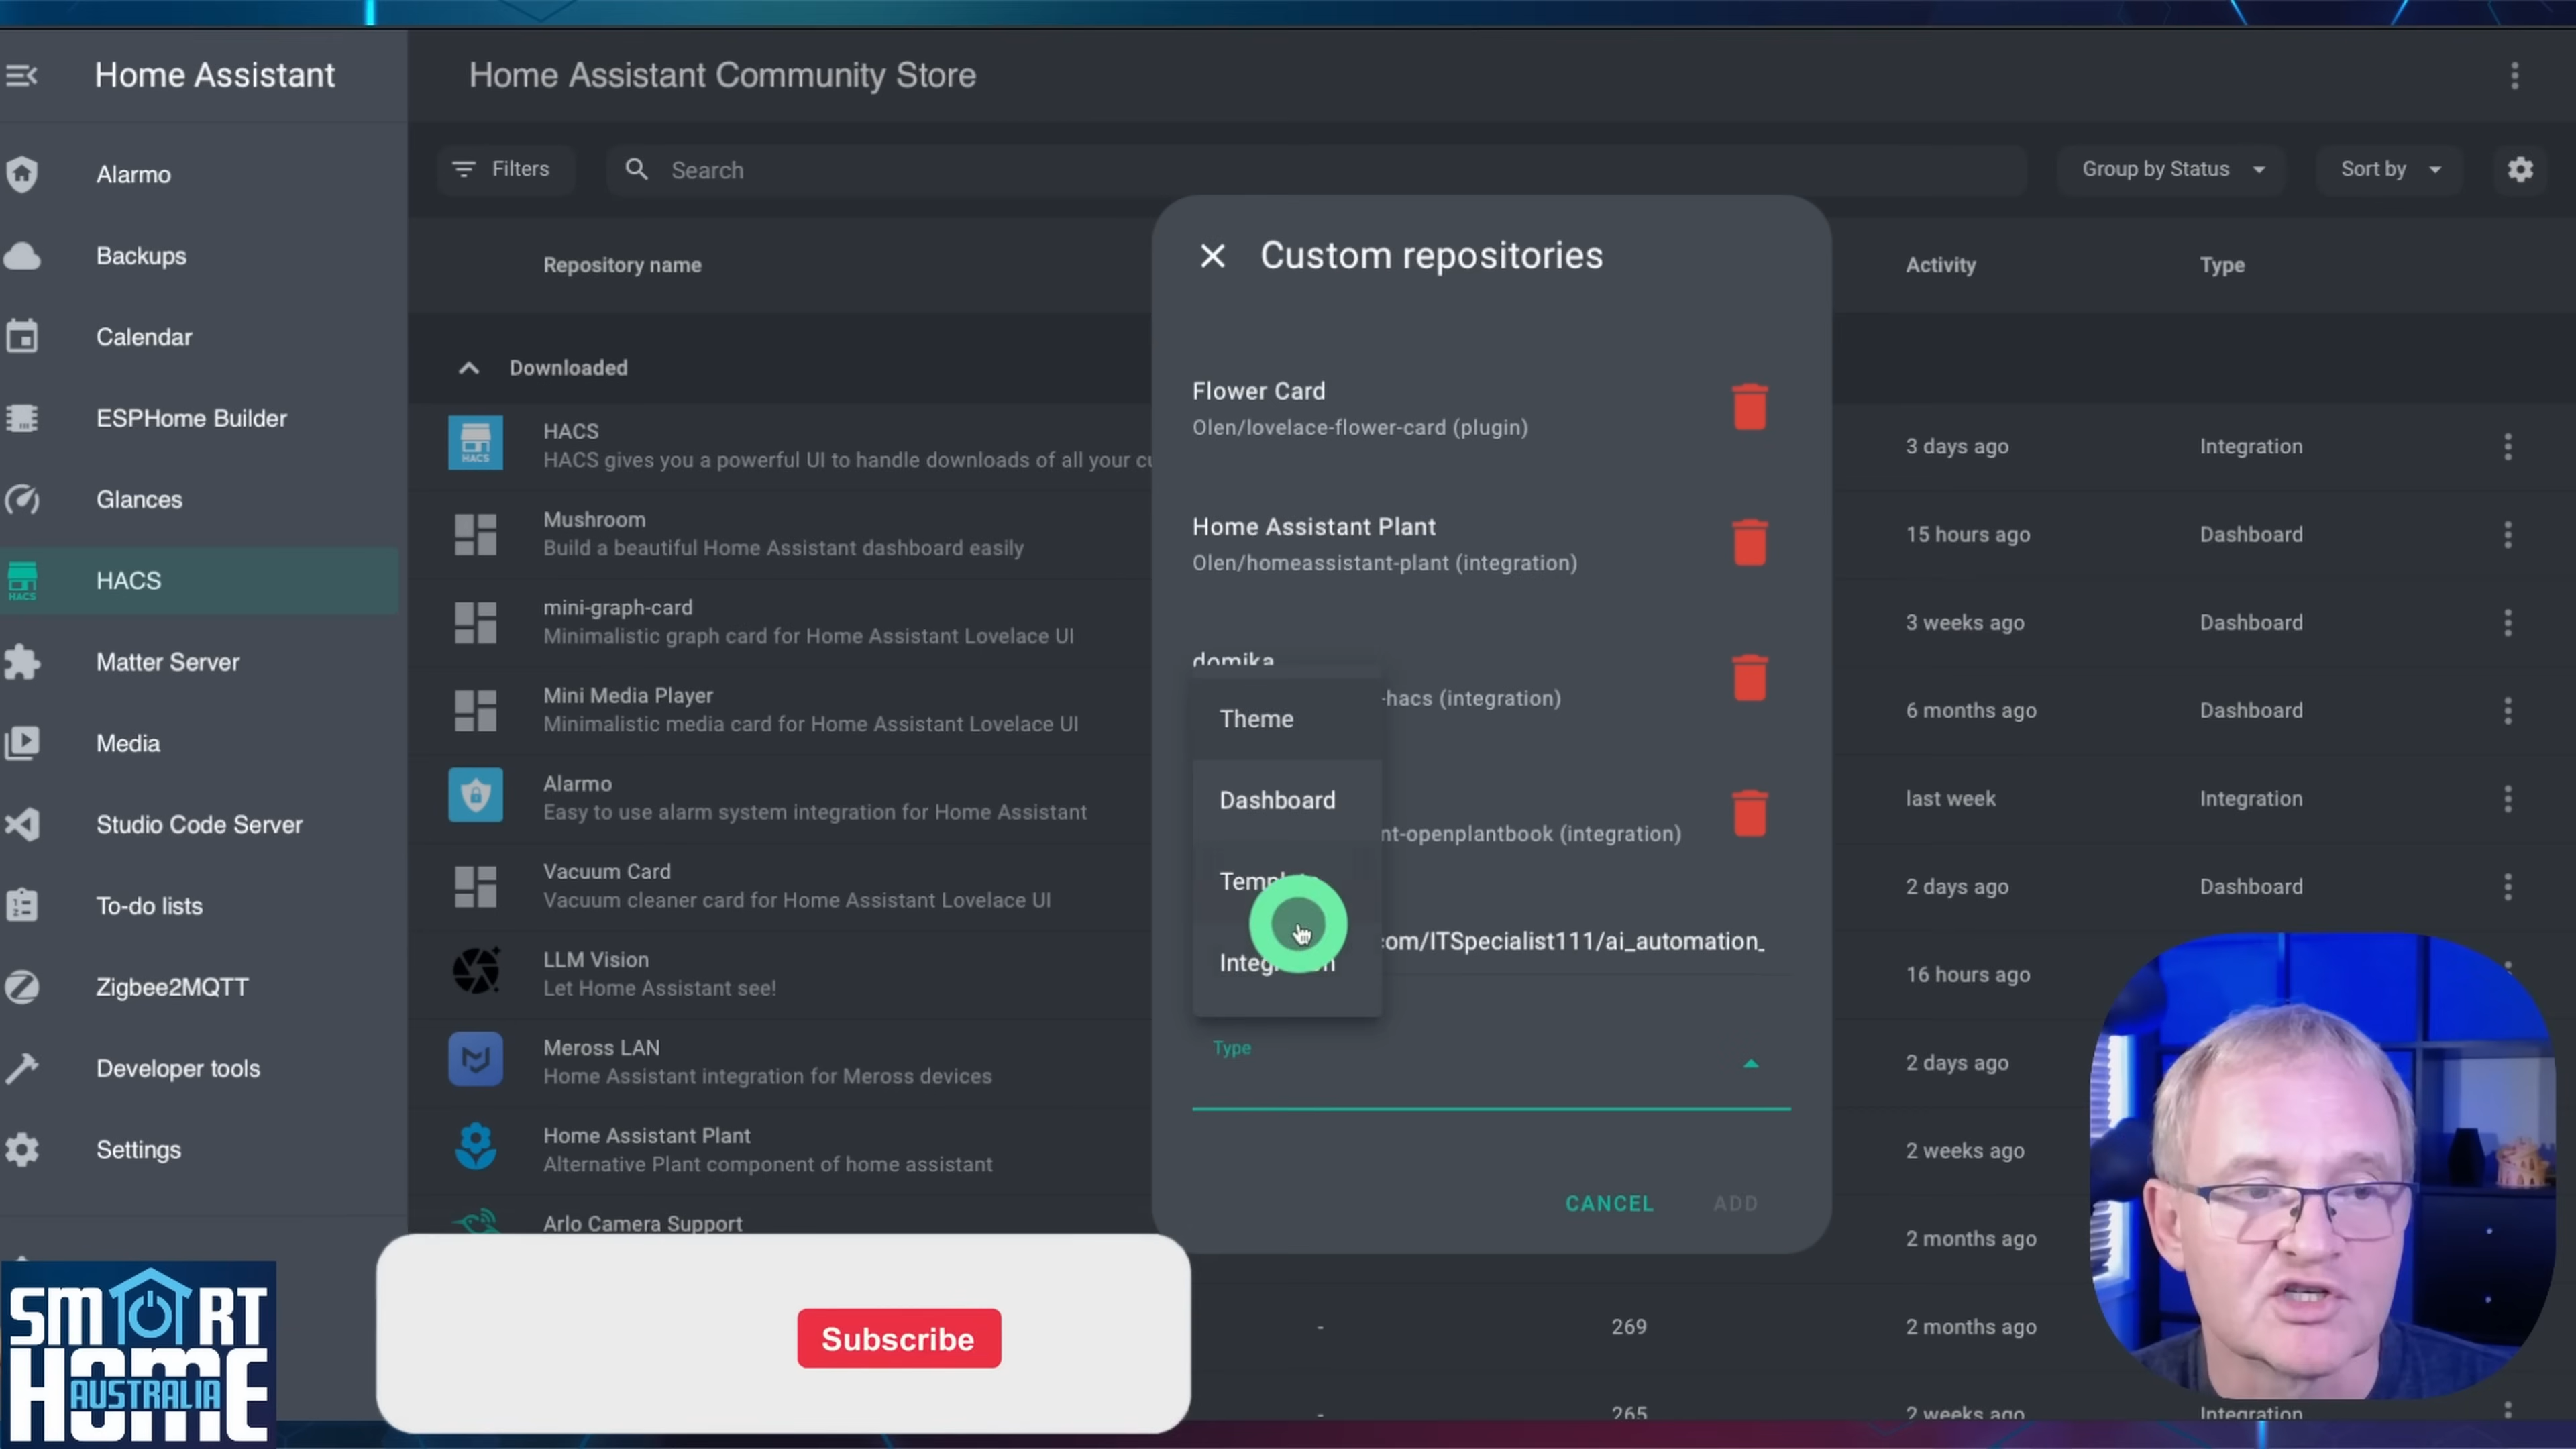 Home Assistant
Home Assistant Community Store
Alarmo
Backups
Calendar
ESPHome Builder
Glances
HACS
HACS
Matter Server
Media
Studio Code Server
To-do lists
Zigbee2MQTT
Developer tools
Settings
Filters
Search
Group by Status
Sort by
Repository name
Activity
Type
Downloaded
HACS
HACS
HACS gives you a powerful UI to handle downloads of all your
3 days ago
Integration
Mushroom
Build a beautiful Home Assistant dashboard easily
15 hours ago
Dashboard
mini-graph-card
Minimalistic graph card for Home Assistant Lovelace UI
3 weeks ago
Dashboard
Mini Media Player
Minimalistic media card for Home Assistant Lovelace UI
6 months ago
Dashboard
Alarmo
Easy to use alarm system integration for Home Assistant
last week
Integration
Vacuum Card
Vacuum cleaner card for Home Assistant Lovelace UI
2 days ago
Dashboard
LLM Vision
Let Home Assistant see!
16 hours ago
Meross LAN
Home Assistant integration for Meross devices
2 days ago
Home Assistant Plant
Alternative Plant component of home assistant
2 weeks ago
Arlo Camera Support
2 months ago
-
269
2 months ago
-
265
2 weeks ago
Integration
Custom repositories
Flower Card
Olen/lovelace-flower-card (plugin)
Home Assistant Plant
Olen/homeassistant-plant (integration)
domika
-hacs (integration)
nt-openplantbook (integration)
com/ITSpecialist111/ai_automation_
Theme
Dashboard
Type
CANCEL
ADD
Subscribe
SMART
HOME
AUSTRALIA